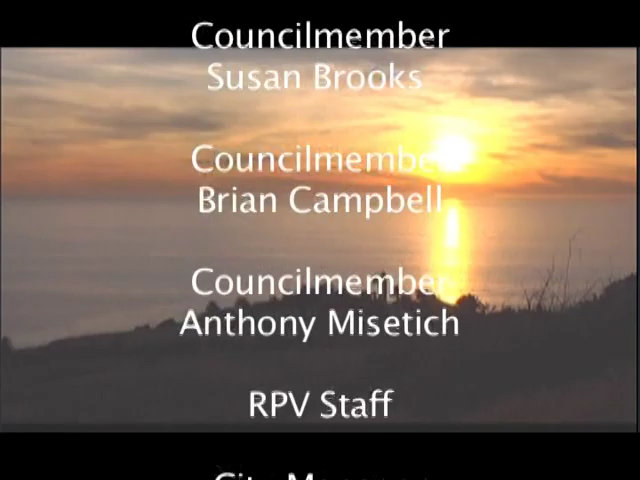 Councilmember
Susan Brooks
Councilmember
Brian Campbell
Councilmember
Anthony Misetich
RPV Staff